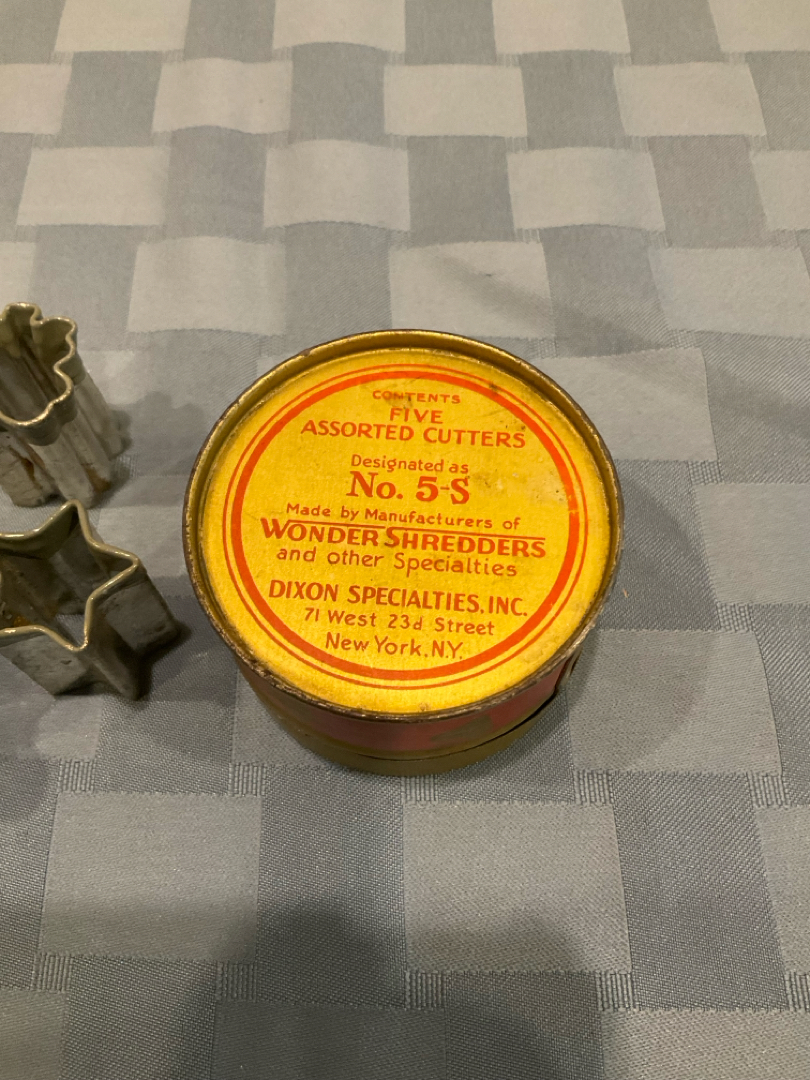 CONTENTS
FIVE
ASSORTED CUTTERS
Designated as
No. 5-S
Made by Manufacturers of
WONDER SHREDDERS
and other Specialties
DIXON SPECIALTIES, INC.
71 West 23d Street
New York, N.Y.